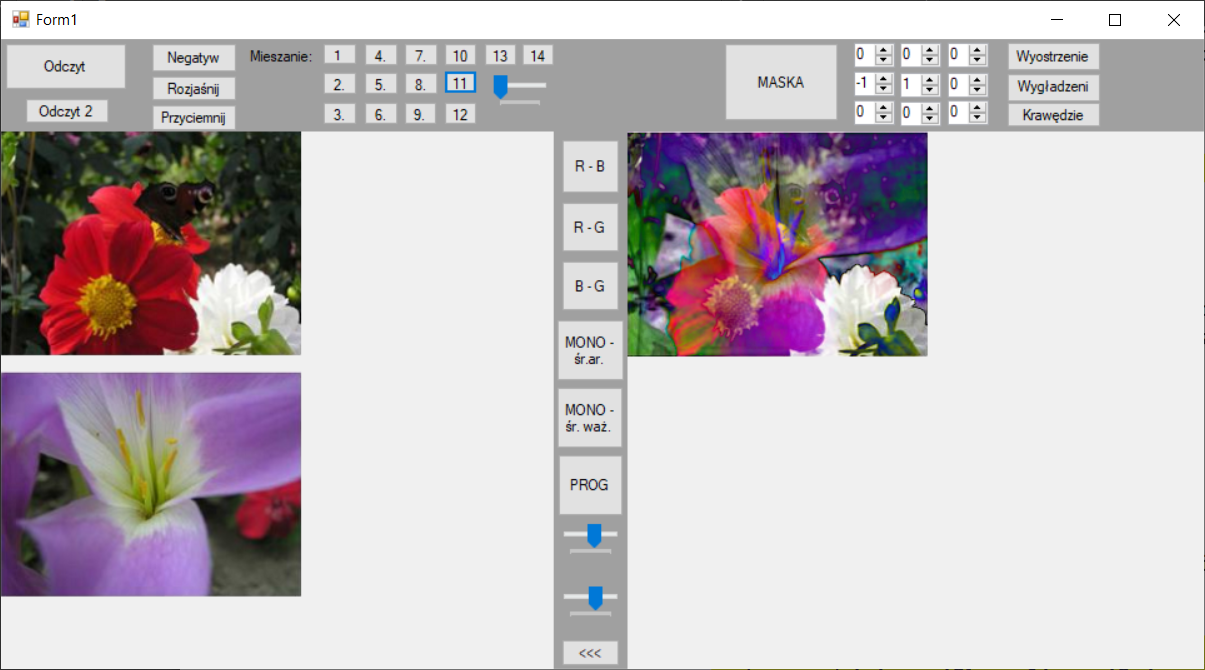 Form1
Odczyt
Odczyt 2
Negatyw
Rozjaśnij
Przyciemnij
Mieszanie:
1 4. 7. 10 13 14
2. 5. 8. 11
3. 6. 9. 12
MASKA
0 0 0
-1 1 0
0 0 0
Wyostrzenie
Wygładzeni
Krawędzie
R - B
R - G
B - G
MONO -
śr.ar.
MONO -
śr. waż.
PROG
<<<